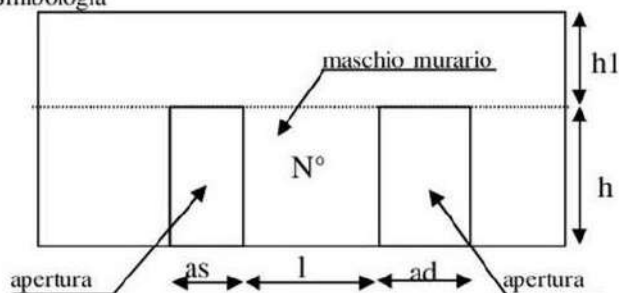 Simbologia
maschio murario
h1
N°
h
apertura
as
l
ad
apertura